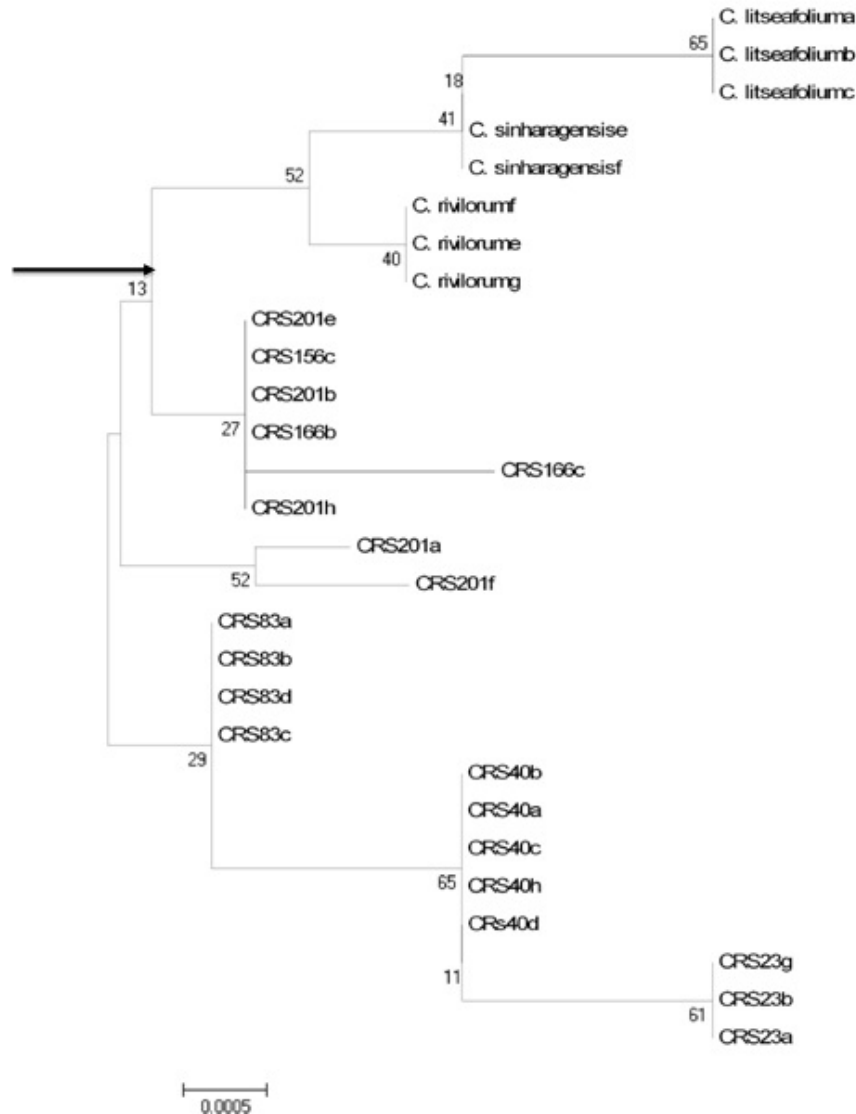 C. litseafoliuma
65
C. litseafoliumb
18
C. litseafoliumc
41
C. sinharagensise
C. sinharagensisf
52
C. rivilorumf
C. rivilorume
40
C. rivilorumg
13
CRS201e
CRS156c
CRS201b
27
CRS166b
CRS166c
CRS201h
CRS201a
52
CRS201f
CRS83a
CRS83b
CRS83d
CRS83c
29
CRS40b
CRS40a
CRS40c
65
CRS40h
CRs40d
CRS23g
11
CRS23b
61
CRS23a
0.0005